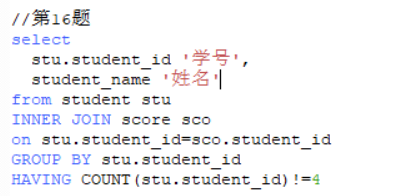 //第16题
select
stu.student_id '学号',
student_name '姓名'
from student stu
INNER JOIN score sco
on stu.student_id=sco.student_id
GROUP BY stu.student_id
HAVING COUNT(stu.student_id)!=4